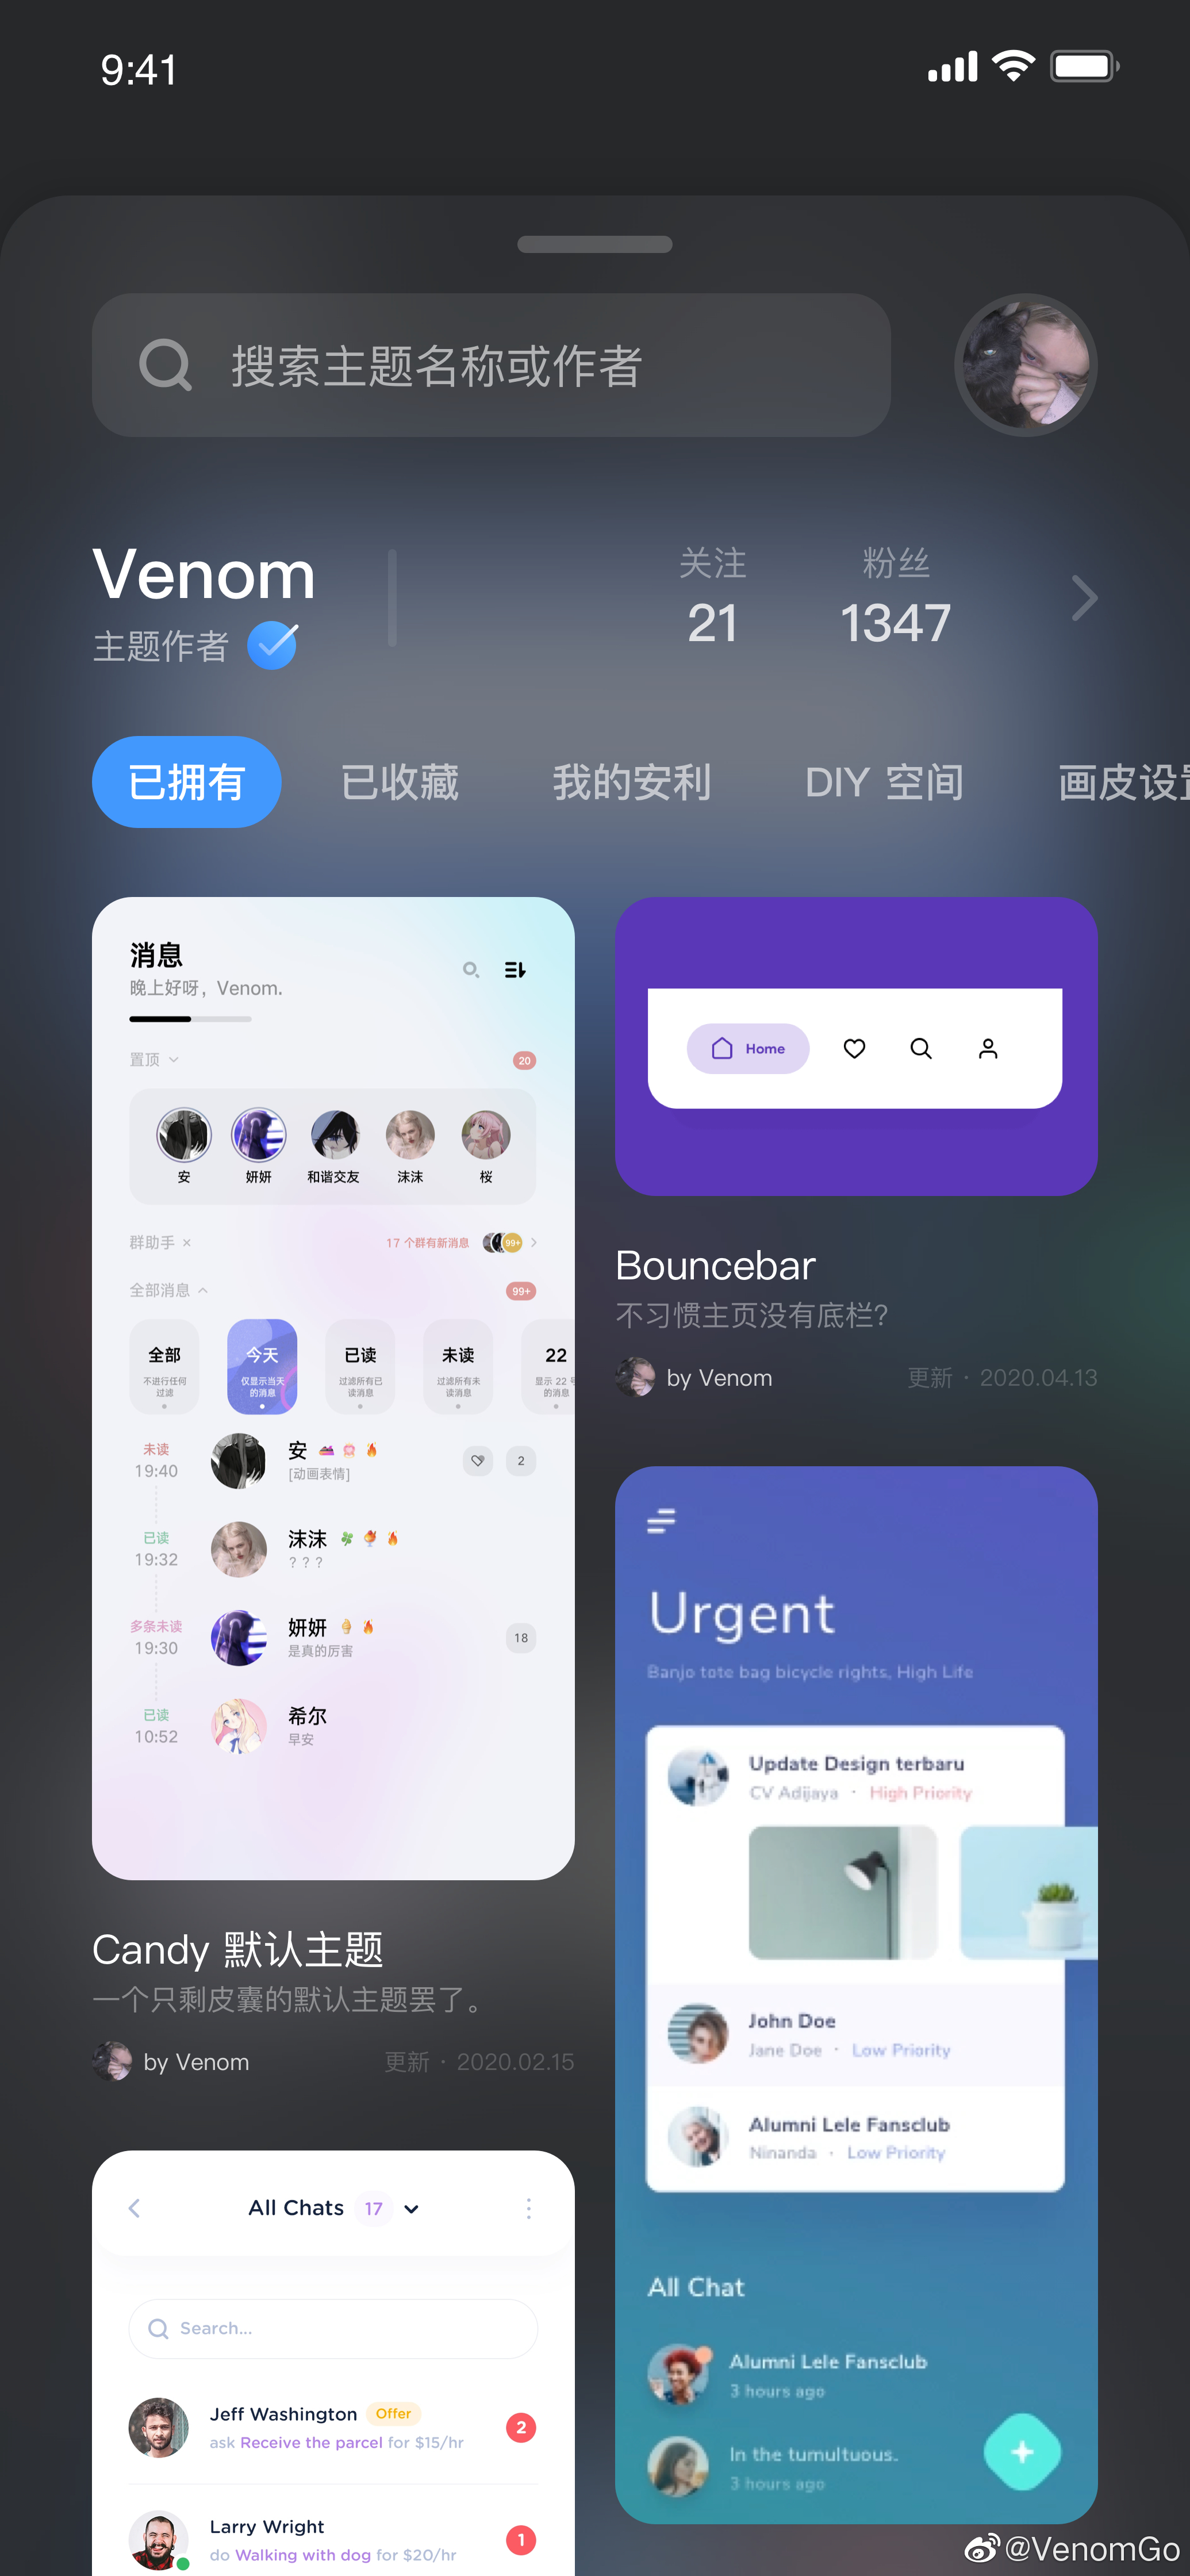 9:41
搜索主题名称或作者
Venom
主题作者
关注
21
粉丝
1347
已拥有
已收藏
我的安利
DIY 空间
画皮设置
消息
晚上好呀，Venom.
置顶
20
安
妍妍
和谐交友
沫沫
桜
群助手 ×
17 个群有新消息
99+
全部消息
99+
全部
不进行任何
过滤
今天
仅显示当天
的消息
已读
过滤所有已
读消息
未读
过滤所有未
读消息
22
显示 22 号
的消息
未读
19:40
安
[动画表情]
2
已读
19:32
沫沫
？？？
多条未读
19:30
妍妍
是真的厉害
18
已读
10:52
希尔
早安
Candy 默认主题
一个只剩皮囊的默认主题罢了。
by Venom
更新 · 2020.02.15
All Chats 17
Search...
Jeff Washington Offer
ask Receive the parcel for $15/hr
2
Larry Wright
do Walking with dog for $20/hr
1
Home
Bouncebar
不习惯主页没有底栏？
by Venom
更新 · 2020.04.13
Urgent
Banjo tote bag bicycle rights, High Life
Update Design terbaru
CV Adijaya · High Priority
John Doe
Jane Doe · Low Priority
Alumni Lele Fansclub
Ninanda · Low Priority
All Chat
Alumni Lele Fansclub
3 hours ago
In the tumultuous.
3 hours ago
@VenomGo